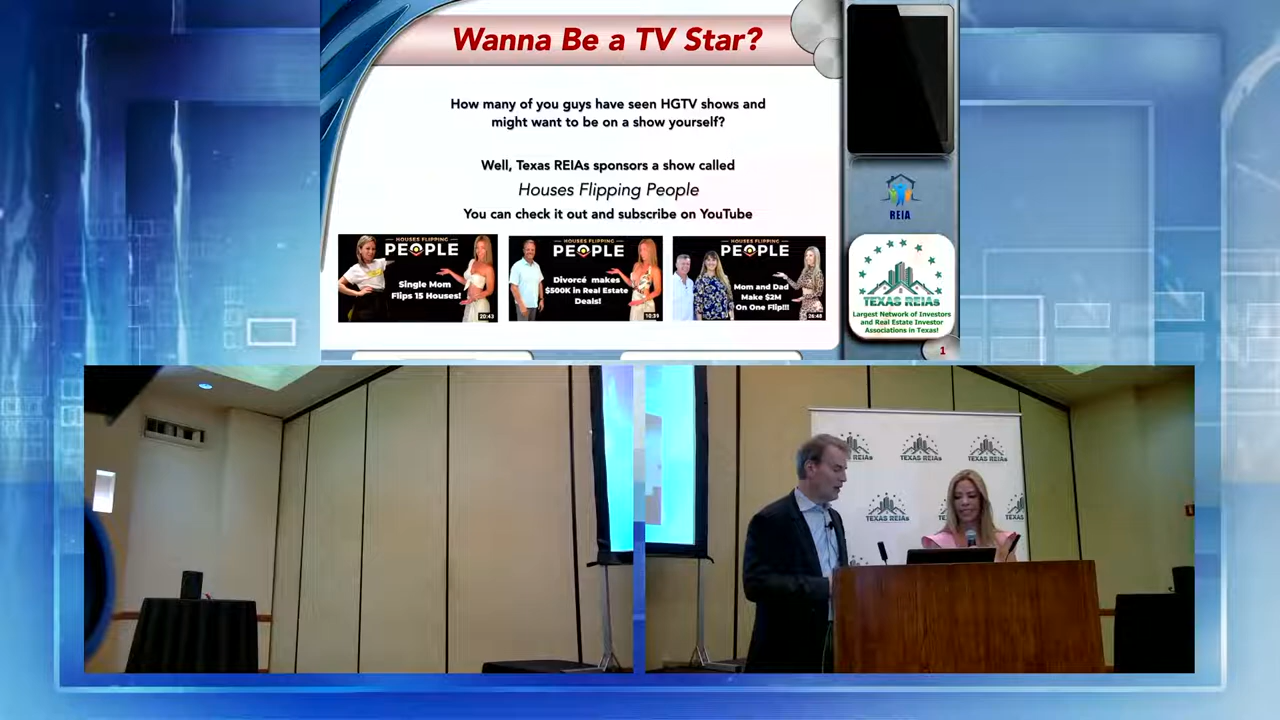 Wanna Be a TV Star?
How many of you guys have seen HGTV shows and
might want to be on a show yourself?
Well, Texas REIAs sponsors a show called
Houses Flipping People
You can check it out and subscribe on YouTube
HOUSES FLIPPING
PEOPLE
Single Mom
Flips 15 Houses!
20:43
HOUSES FLIPPING
PEOPLE
Divorcé makes
$500K in Real Estate
Deals!
10:39
HOUSES FLIPPING
PEOPLE
Mom and Dad
Make $2M
On One Flip!!!
26:48
REIA
TEXAS REIAs
Largest Network of Investors
and Real Estate Investor
Associations in Texas!
1
TEXAS REIAs
TEXAS REIAs
TEXAS REIAs